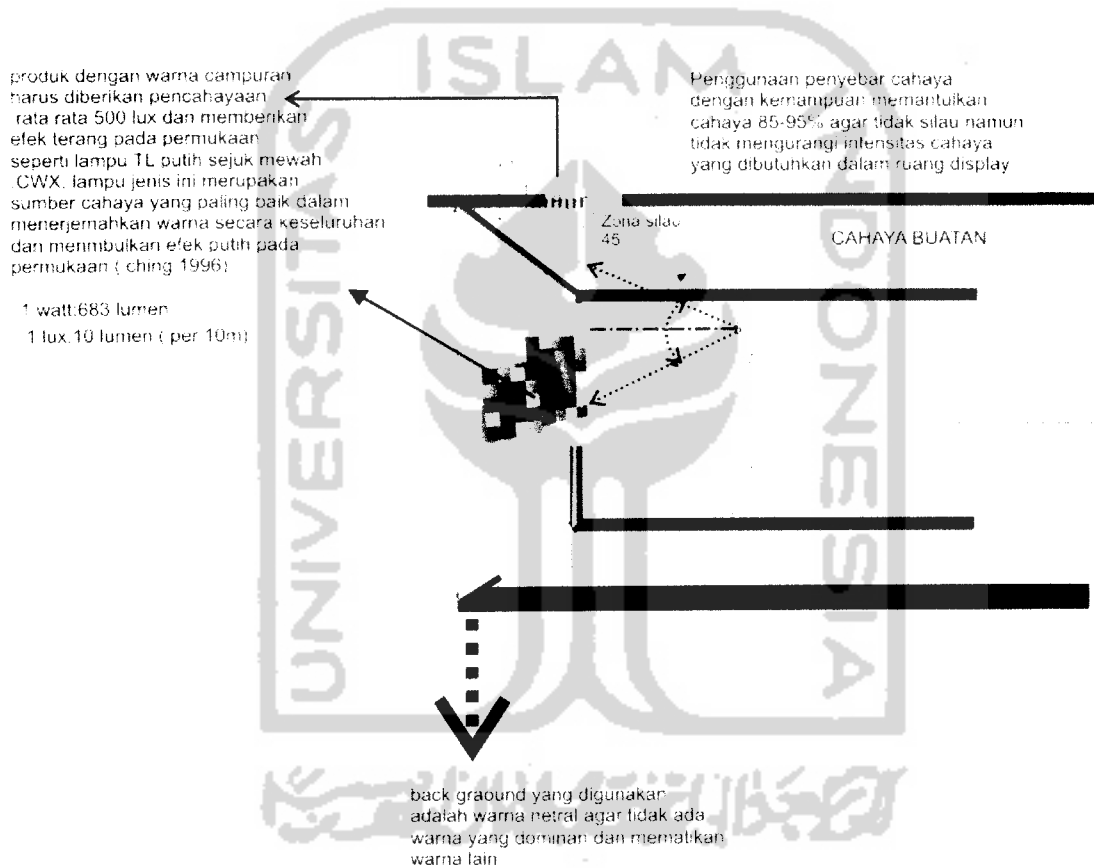 ISLAM
UNIVERSITAS
INDONESIA
produk dengan warna campuran
harus diberikan pencahayaan
rata rata 500 lux dan memberikan
efek terang pada permukaan
seperti lampu TL putih sejuk mewah
CWX, lampu jenis ini merupakan
sumber cahaya yang paling baik dalam
menerjemahkan warna secara keseluruhan
dan menimbulkan efek putih pada
permukaan ( ching 1996)
1 watt:683 lumen
1 lux:10 lumen ( per 10m)
Penggunaan penyebar cahaya
dengan kemampuan memantulkan
cahaya 85-95% agar tidak silau namun
tidak mengurangi intensitas cahaya
yang dibutuhkan dalam ruang display
Zona silau
45
CAHAYA BUATAN
back graound yang digunakan
adalah warna netral agar tidak ada
warna yang dominan dan mematikan
warna lain